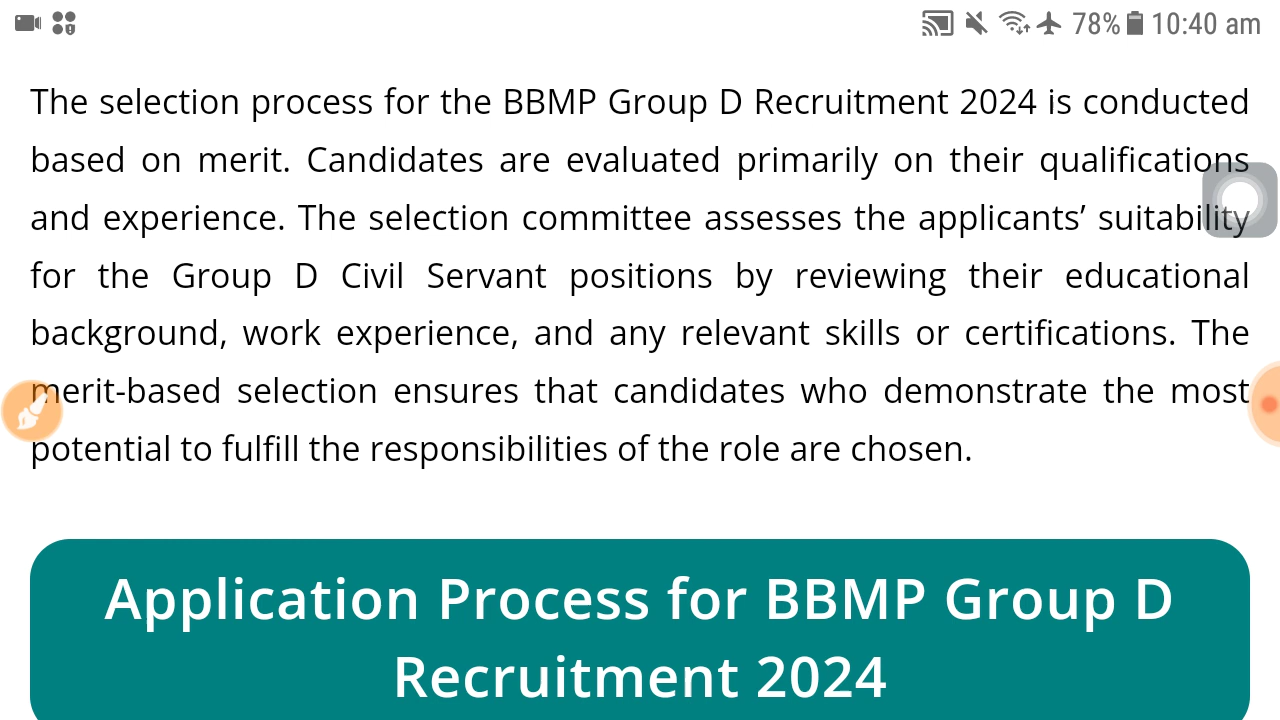 78% 10:40 am
The selection process for the BBMP Group D Recruitment 2024 is conducted
based on merit. Candidates are evaluated primarily on their qualifications
and experience. The selection committee assesses the applicants’ suitability
for the Group D Civil Servant positions by reviewing their educational
background, work experience, and any relevant skills or certifications. The
merit-based selection ensures that candidates who demonstrate the most
potential to fulfill the responsibilities of the role are chosen.
Application Process for BBMP Group D
Recruitment 2024